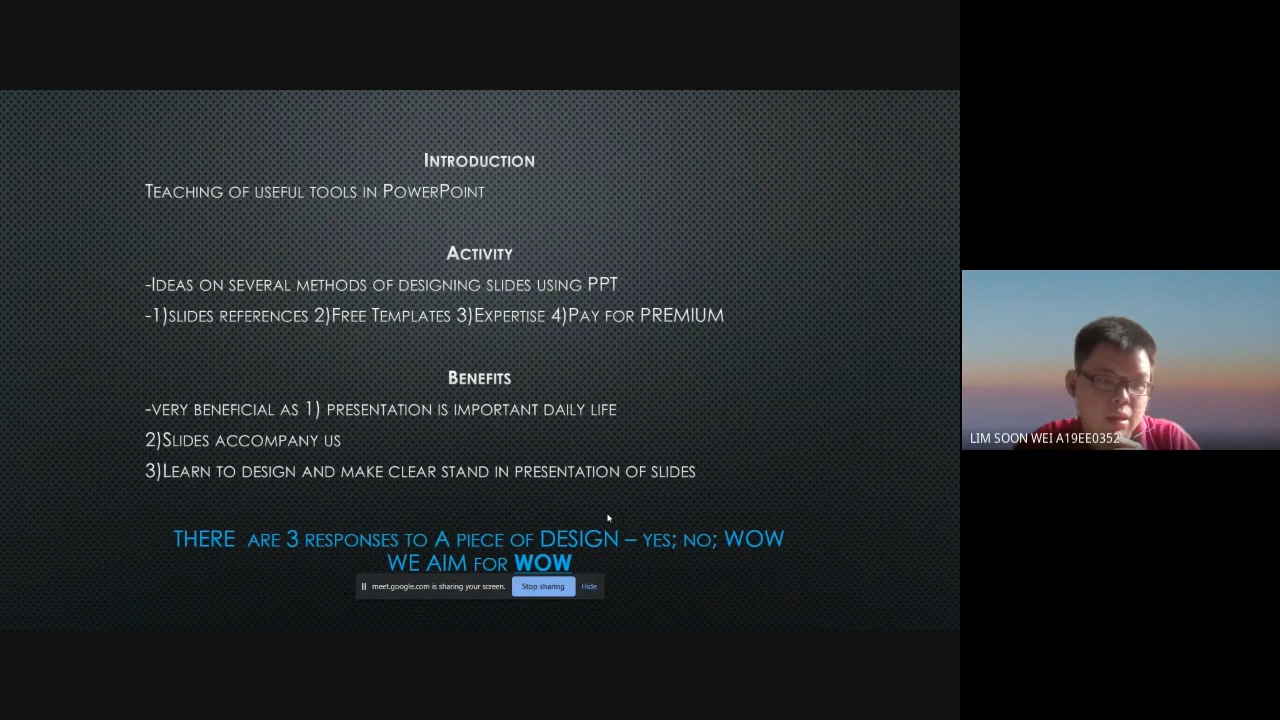 Introduction
Teaching of useful tools in PowerPoint
Activity
-Ideas on several methods of designing slides using PPT
-1)slides references 2)Free Templates 3)Expertise 4)Pay for PREMIUM
Benefits
-very beneficial as 1) presentation is important daily life
2)Slides accompany us
3)Learn to design and make clear stand in presentation of slides
THERE are 3 responses to A piece of DESIGN – yes; no; WOW
WE AIM for WOW
meet.google.com is sharing your screen. Stop sharing Hide
LIM SOON WEI A19EE0352